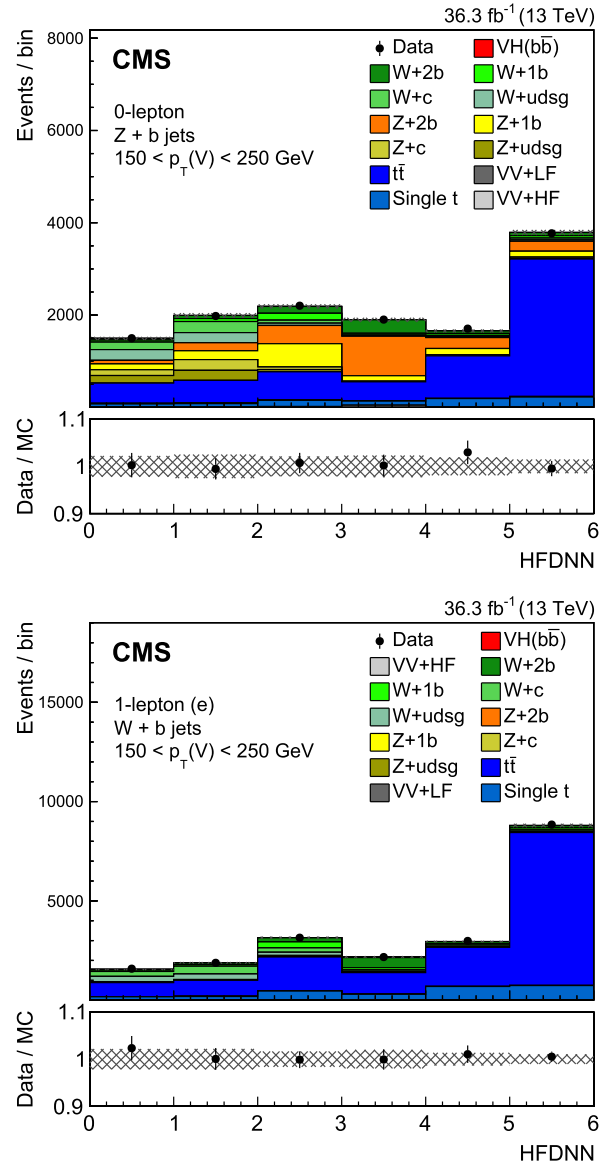 36.3 fb⁻¹ (13 TeV)
Events / bin
8000
6000
4000
2000
CMS
0-lepton
Z + b jets
150 < p_T(V) < 250 GeV
Data
VH(bb̅)
W+2b
W+1b
W+c
W+udsg
Z+2b
Z+1b
Z+c
Z+udsg
tt̅
VV+LF
Single t
VV+HF
Data / MC
1.1
1
0.9
0 1 2 3 4 5 6
HFDNN
36.3 fb⁻¹ (13 TeV)
Events / bin
15000
10000
5000
CMS
1-lepton (e)
W + b jets
150 < p_T(V) < 250 GeV
Data
VH(bb̅)
VV+HF
W+2b
W+1b
W+c
W+udsg
Z+2b
Z+1b
Z+c
Z+udsg
tt̅
VV+LF
Single t
Data / MC
1.1
1
0.9
0 1 2 3 4 5 6
HFDNN